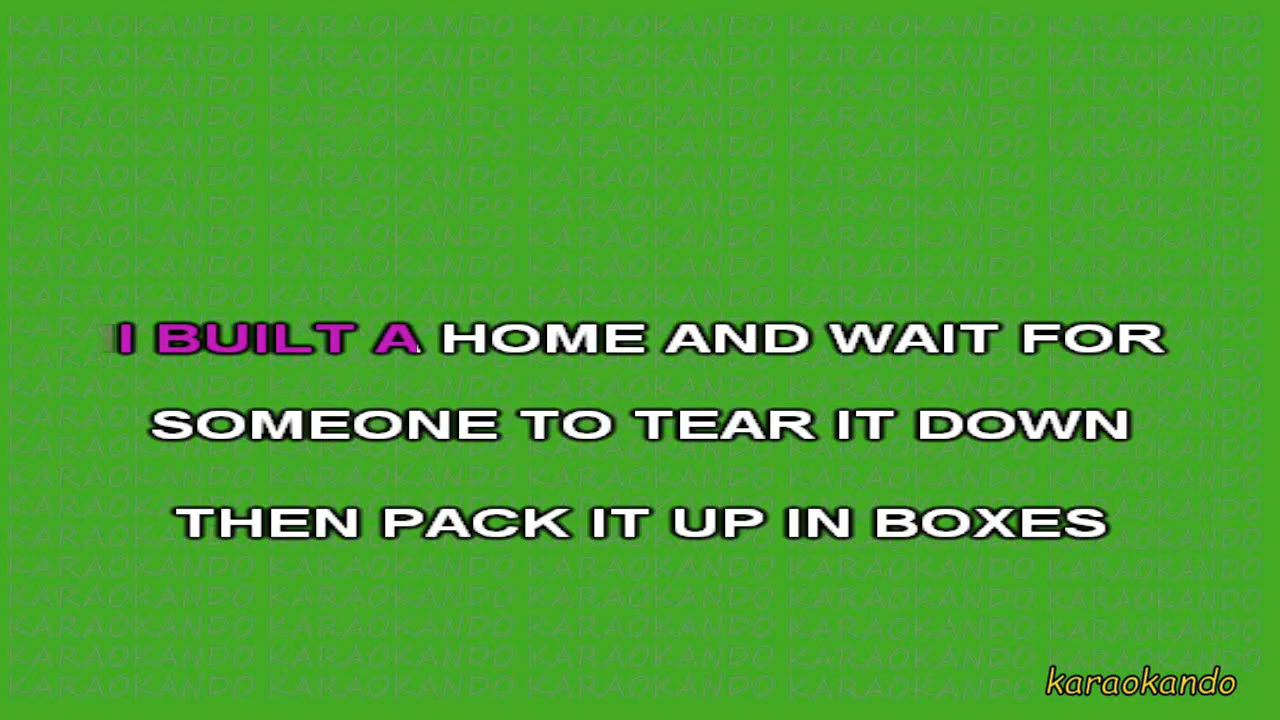 I BUILT A HOME AND WAIT FOR
SOMEONE TO TEAR IT DOWN
THEN PACK IT UP IN BOXES
karaokando